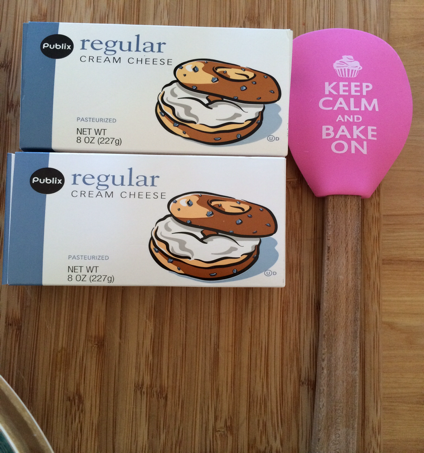 Publix
regular
CREAM CHEESE
PASTEURIZED
NET WT
8 OZ (227g)
Publix
regular
CREAM CHEESE
PASTEURIZED
NET WT
8 OZ (227g)
KEEP
CALM
AND
BAKE
ON